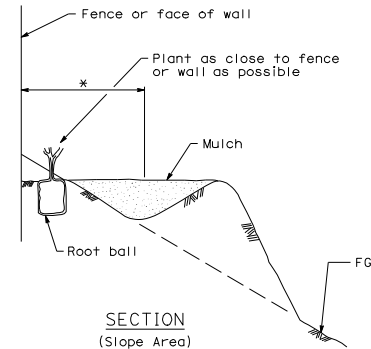 Fence or face of wall
Plant as close to fence
or wall as possible
*
Mulch
Root ball
FG
SECTION
(Slope Area)